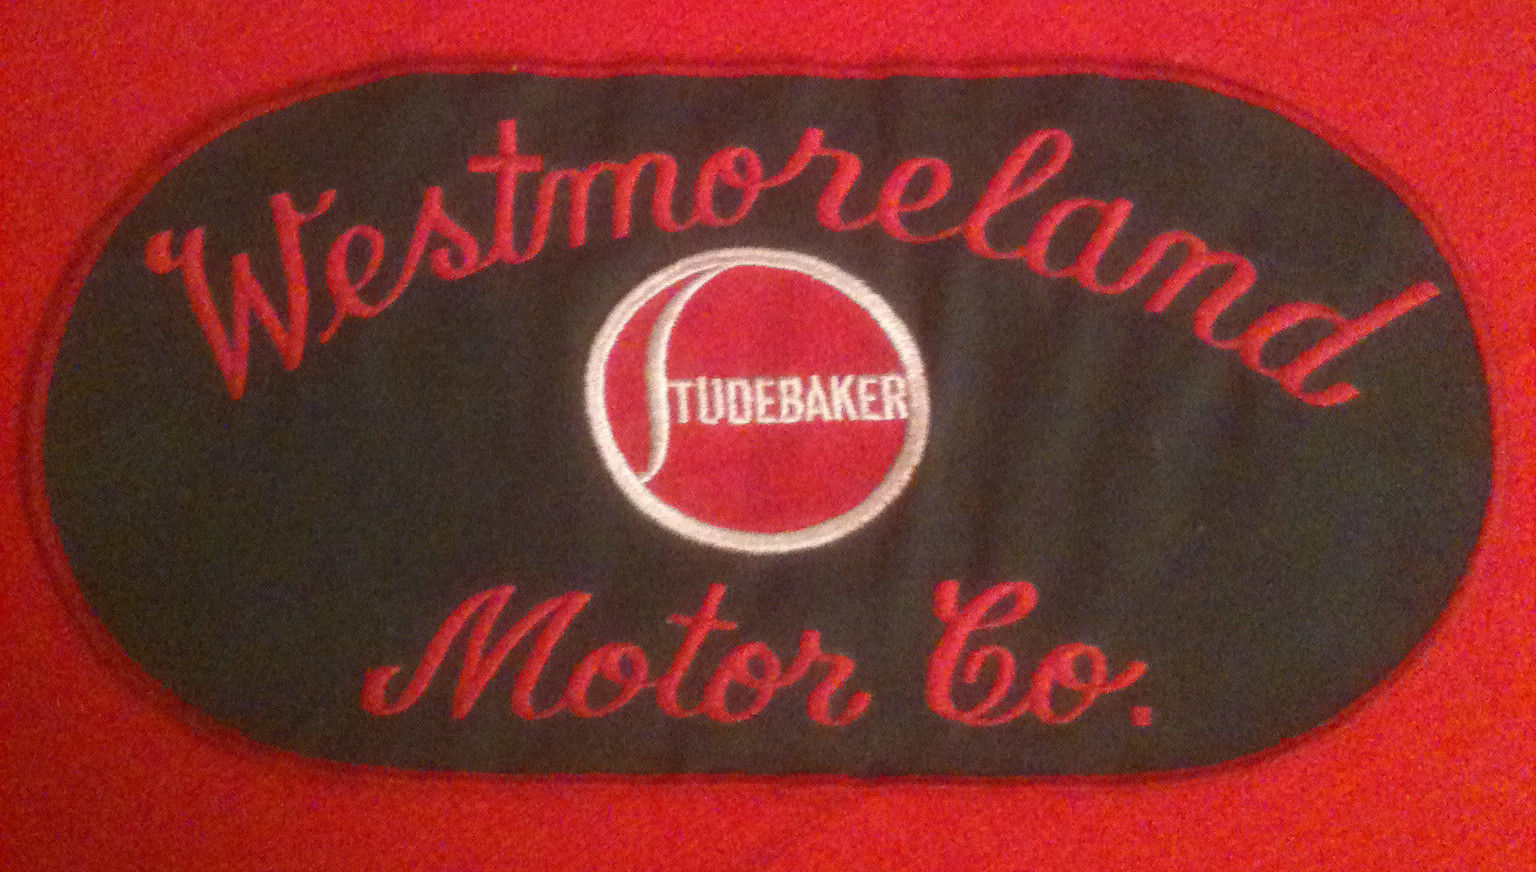 Westmoreland
STUDEBAKER
Motor Co.